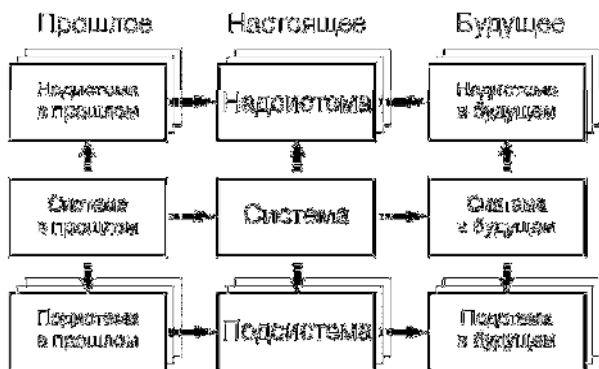 Прошлое Настоящее Будущее
Надсистема
в прошлом
Надсистема
Надсистема
в будущем
Система
в прошлом
Система
Система
в будущем
Подсистема
в прошлом
Подсистема
Подсистема
в будущем